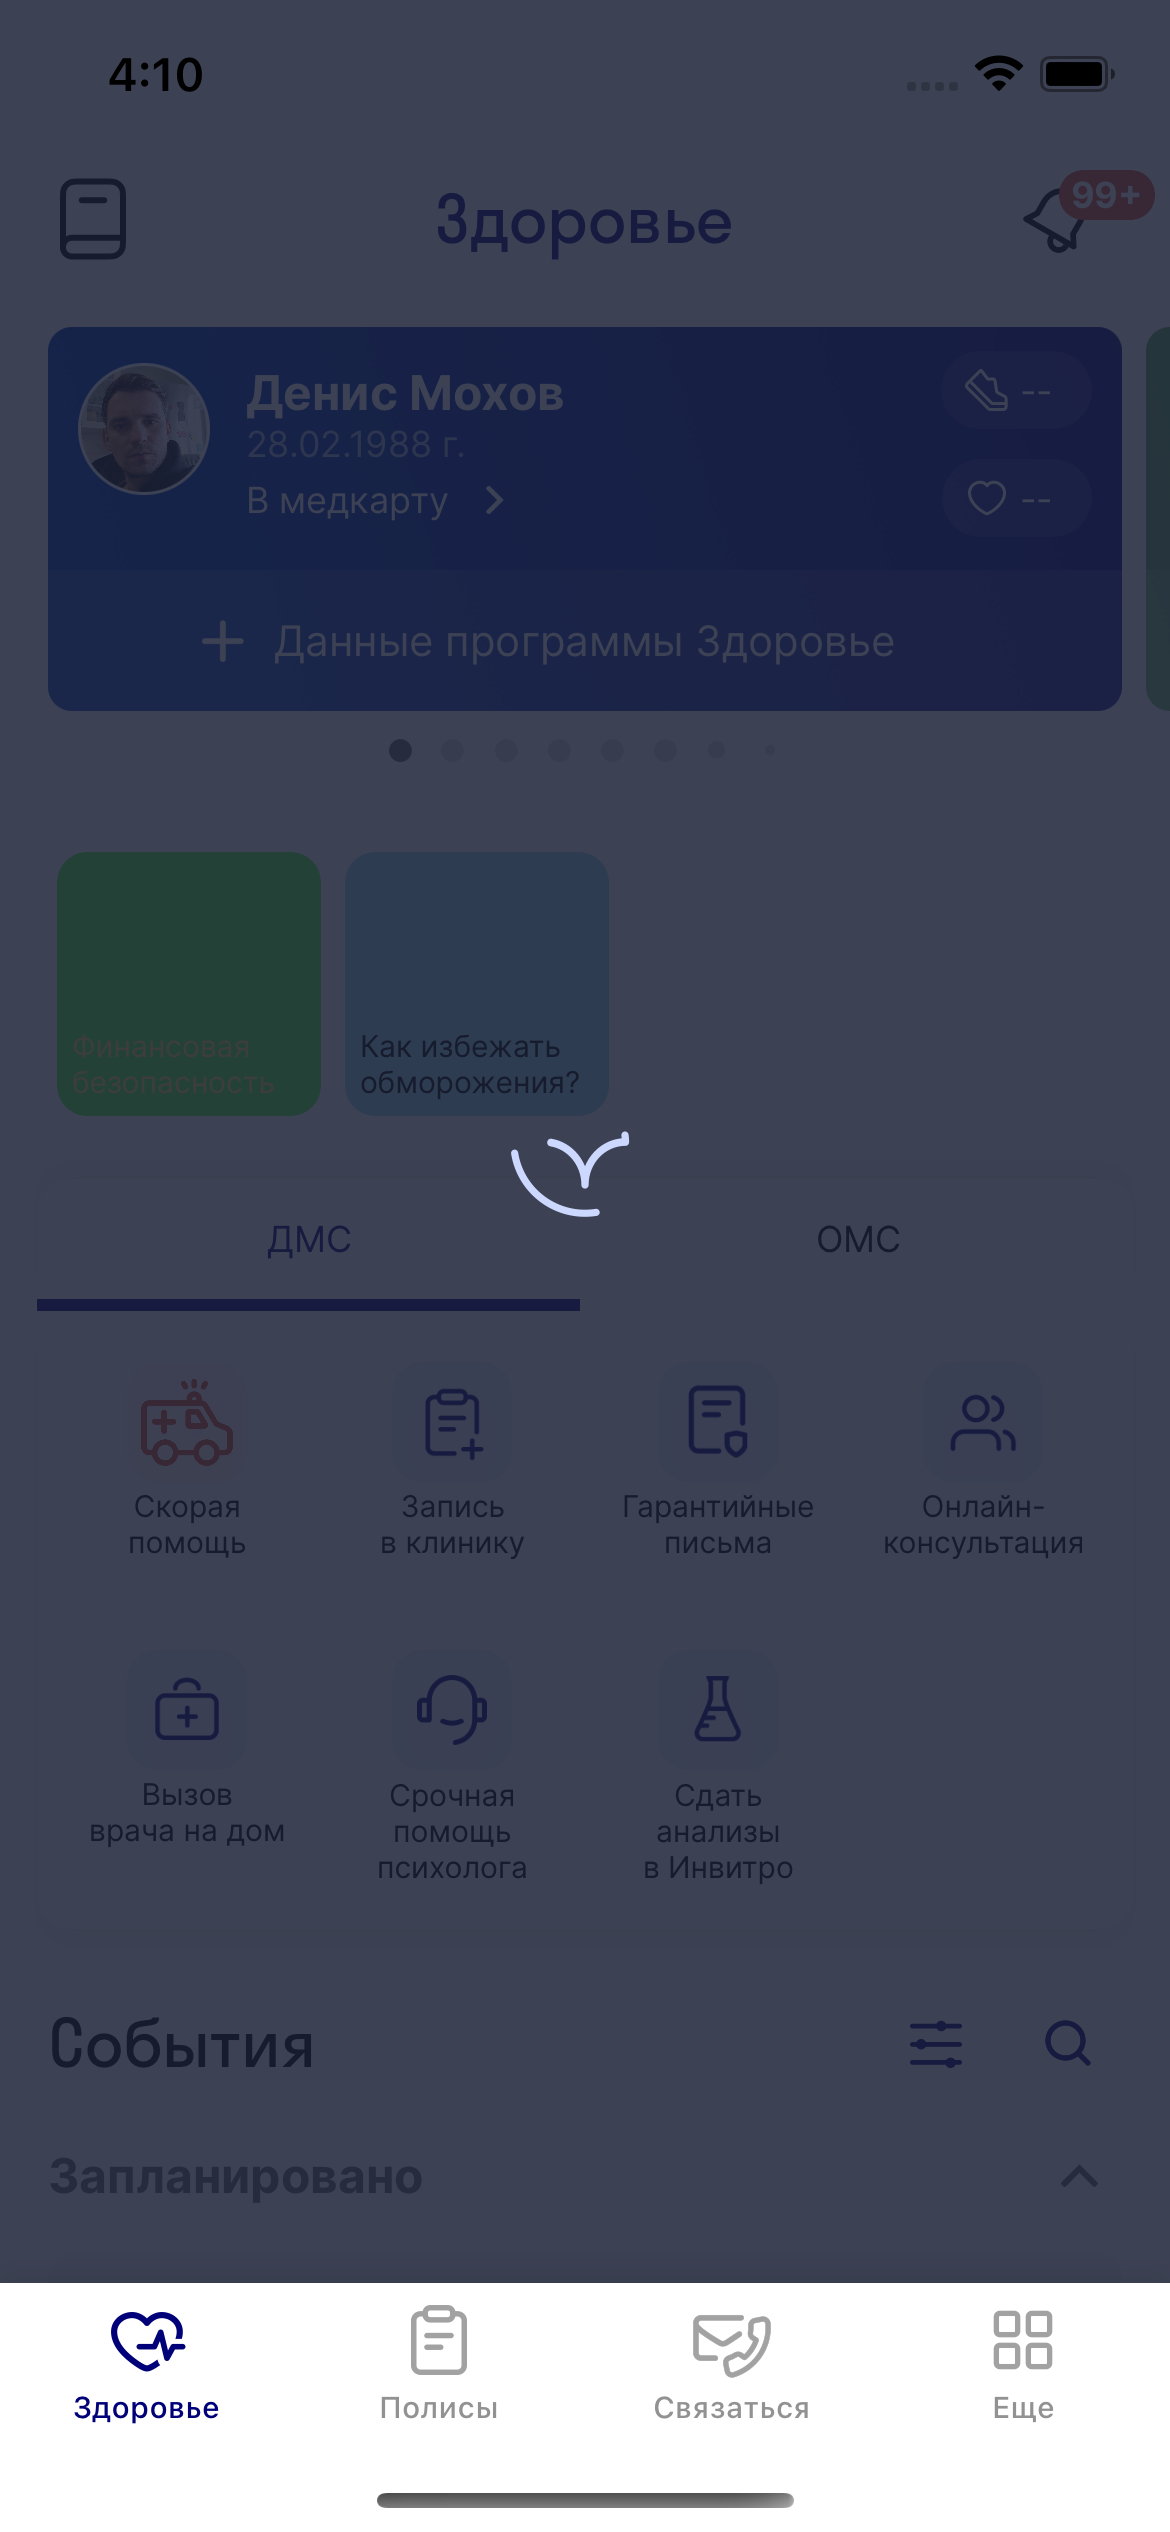 4:10
Здоровье
99+
Денис Мохов
28.02.1988 г.
В медкарту
--
--
Данные программы Здоровье
Финансовая
безопасность
Как избежать
обморожения?
ДМС
ОМС
Скорая
помощь
Запись
в клинику
Гарантийные
письма
Онлайн-
консультация
Вызов
врача на дом
Срочная
помощь
психолога
Сдать
анализы
в Инвитро
События
Запланировано
Здоровье
Полисы
Связаться
Еще